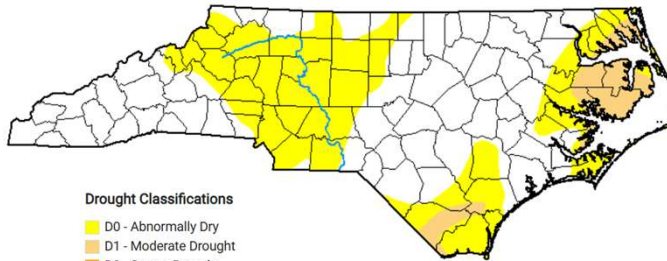 Drought Classifications
D0 - Abnormally Dry
D1 - Moderate Drought